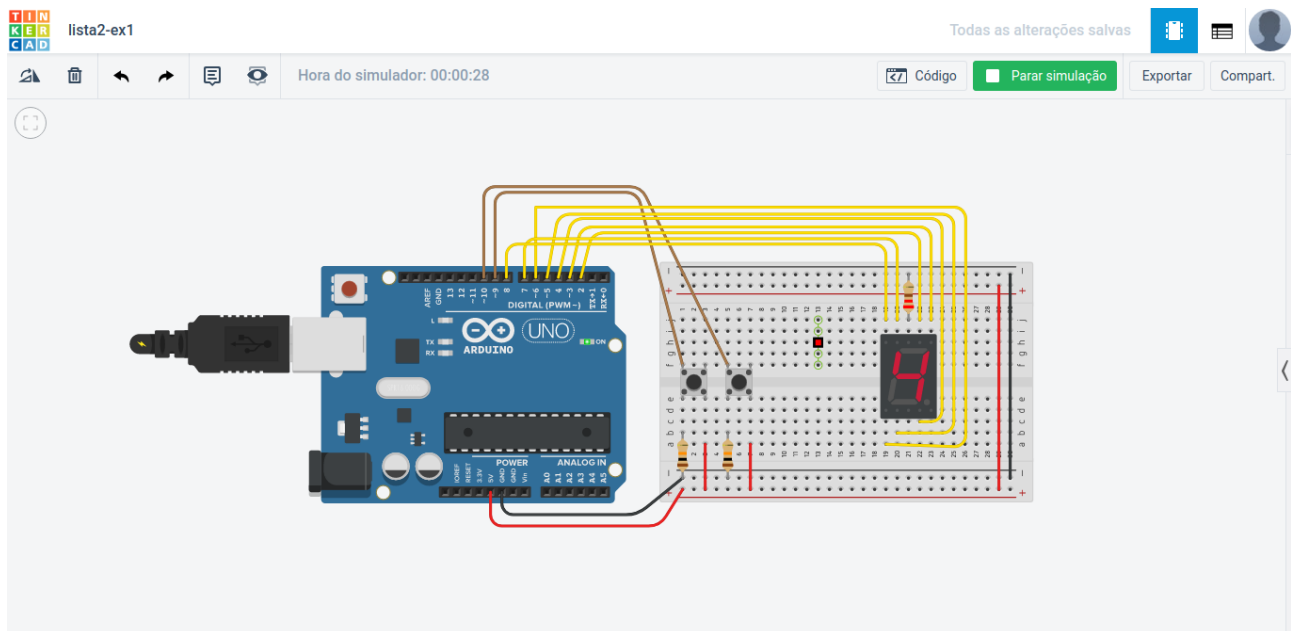 TIN
KER
CAD
lista2-ex1
Todas as alterações salvas
Hora do simulador: 00:00:28
Código
Parar simulação
Exportar
Compart.
AREF
GND
13
12
~11
~10
~9
8
7
~6
~5
4
~3
2
TX→1
RX←0
DIGITAL (PWM~)
L
TX
RX
ARDUINO
UNO
ON
POWER
ANALOG IN
IOREF
RESET
3.3V
5V
GND
GND
Vin
A0
A1
A2
A3
A4
A5
4